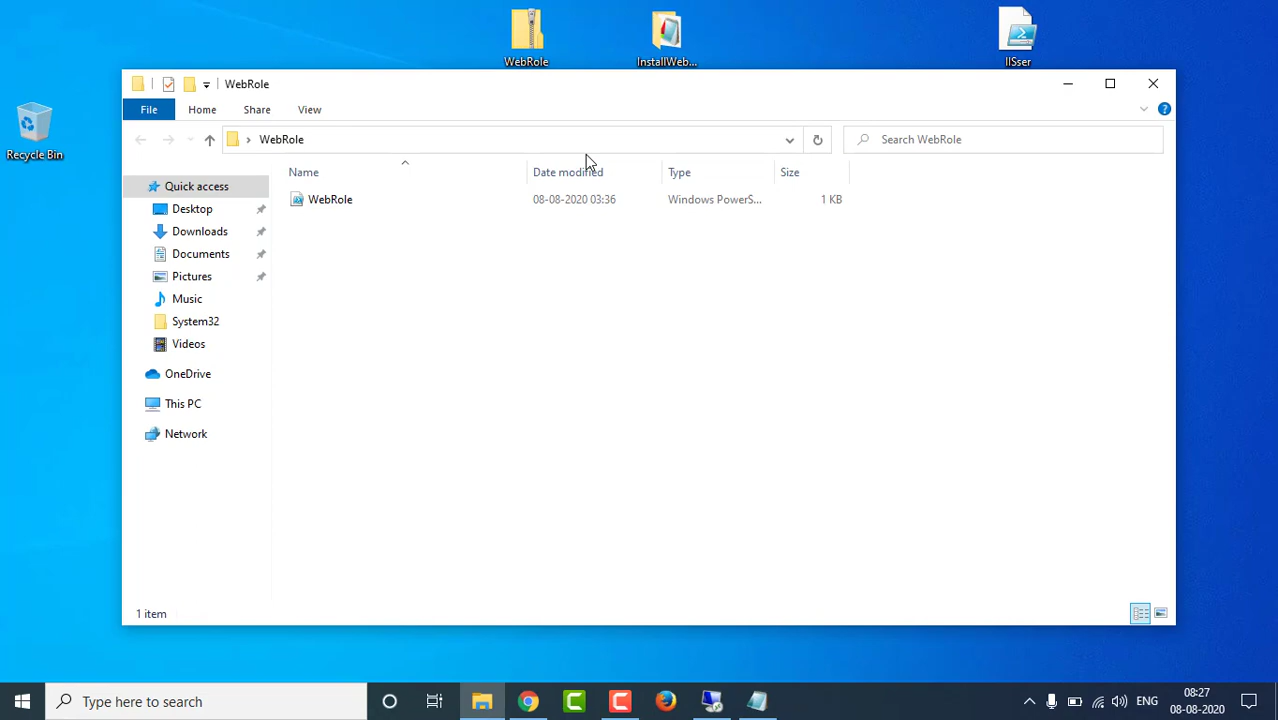 WebRole
InstallWeb...
IISser
Recycle Bin
WebRole
File
Home
Share
View
WebRole
Search WebRole
Name
Date modified
Type
Size
WebRole
08-08-2020 03:36
Windows PowerS...
1 KB
Quick access
Desktop
Downloads
Documents
Pictures
Music
System32
Videos
OneDrive
This PC
Network
1 item
Type here to search
ENG
08:27
08-08-2020